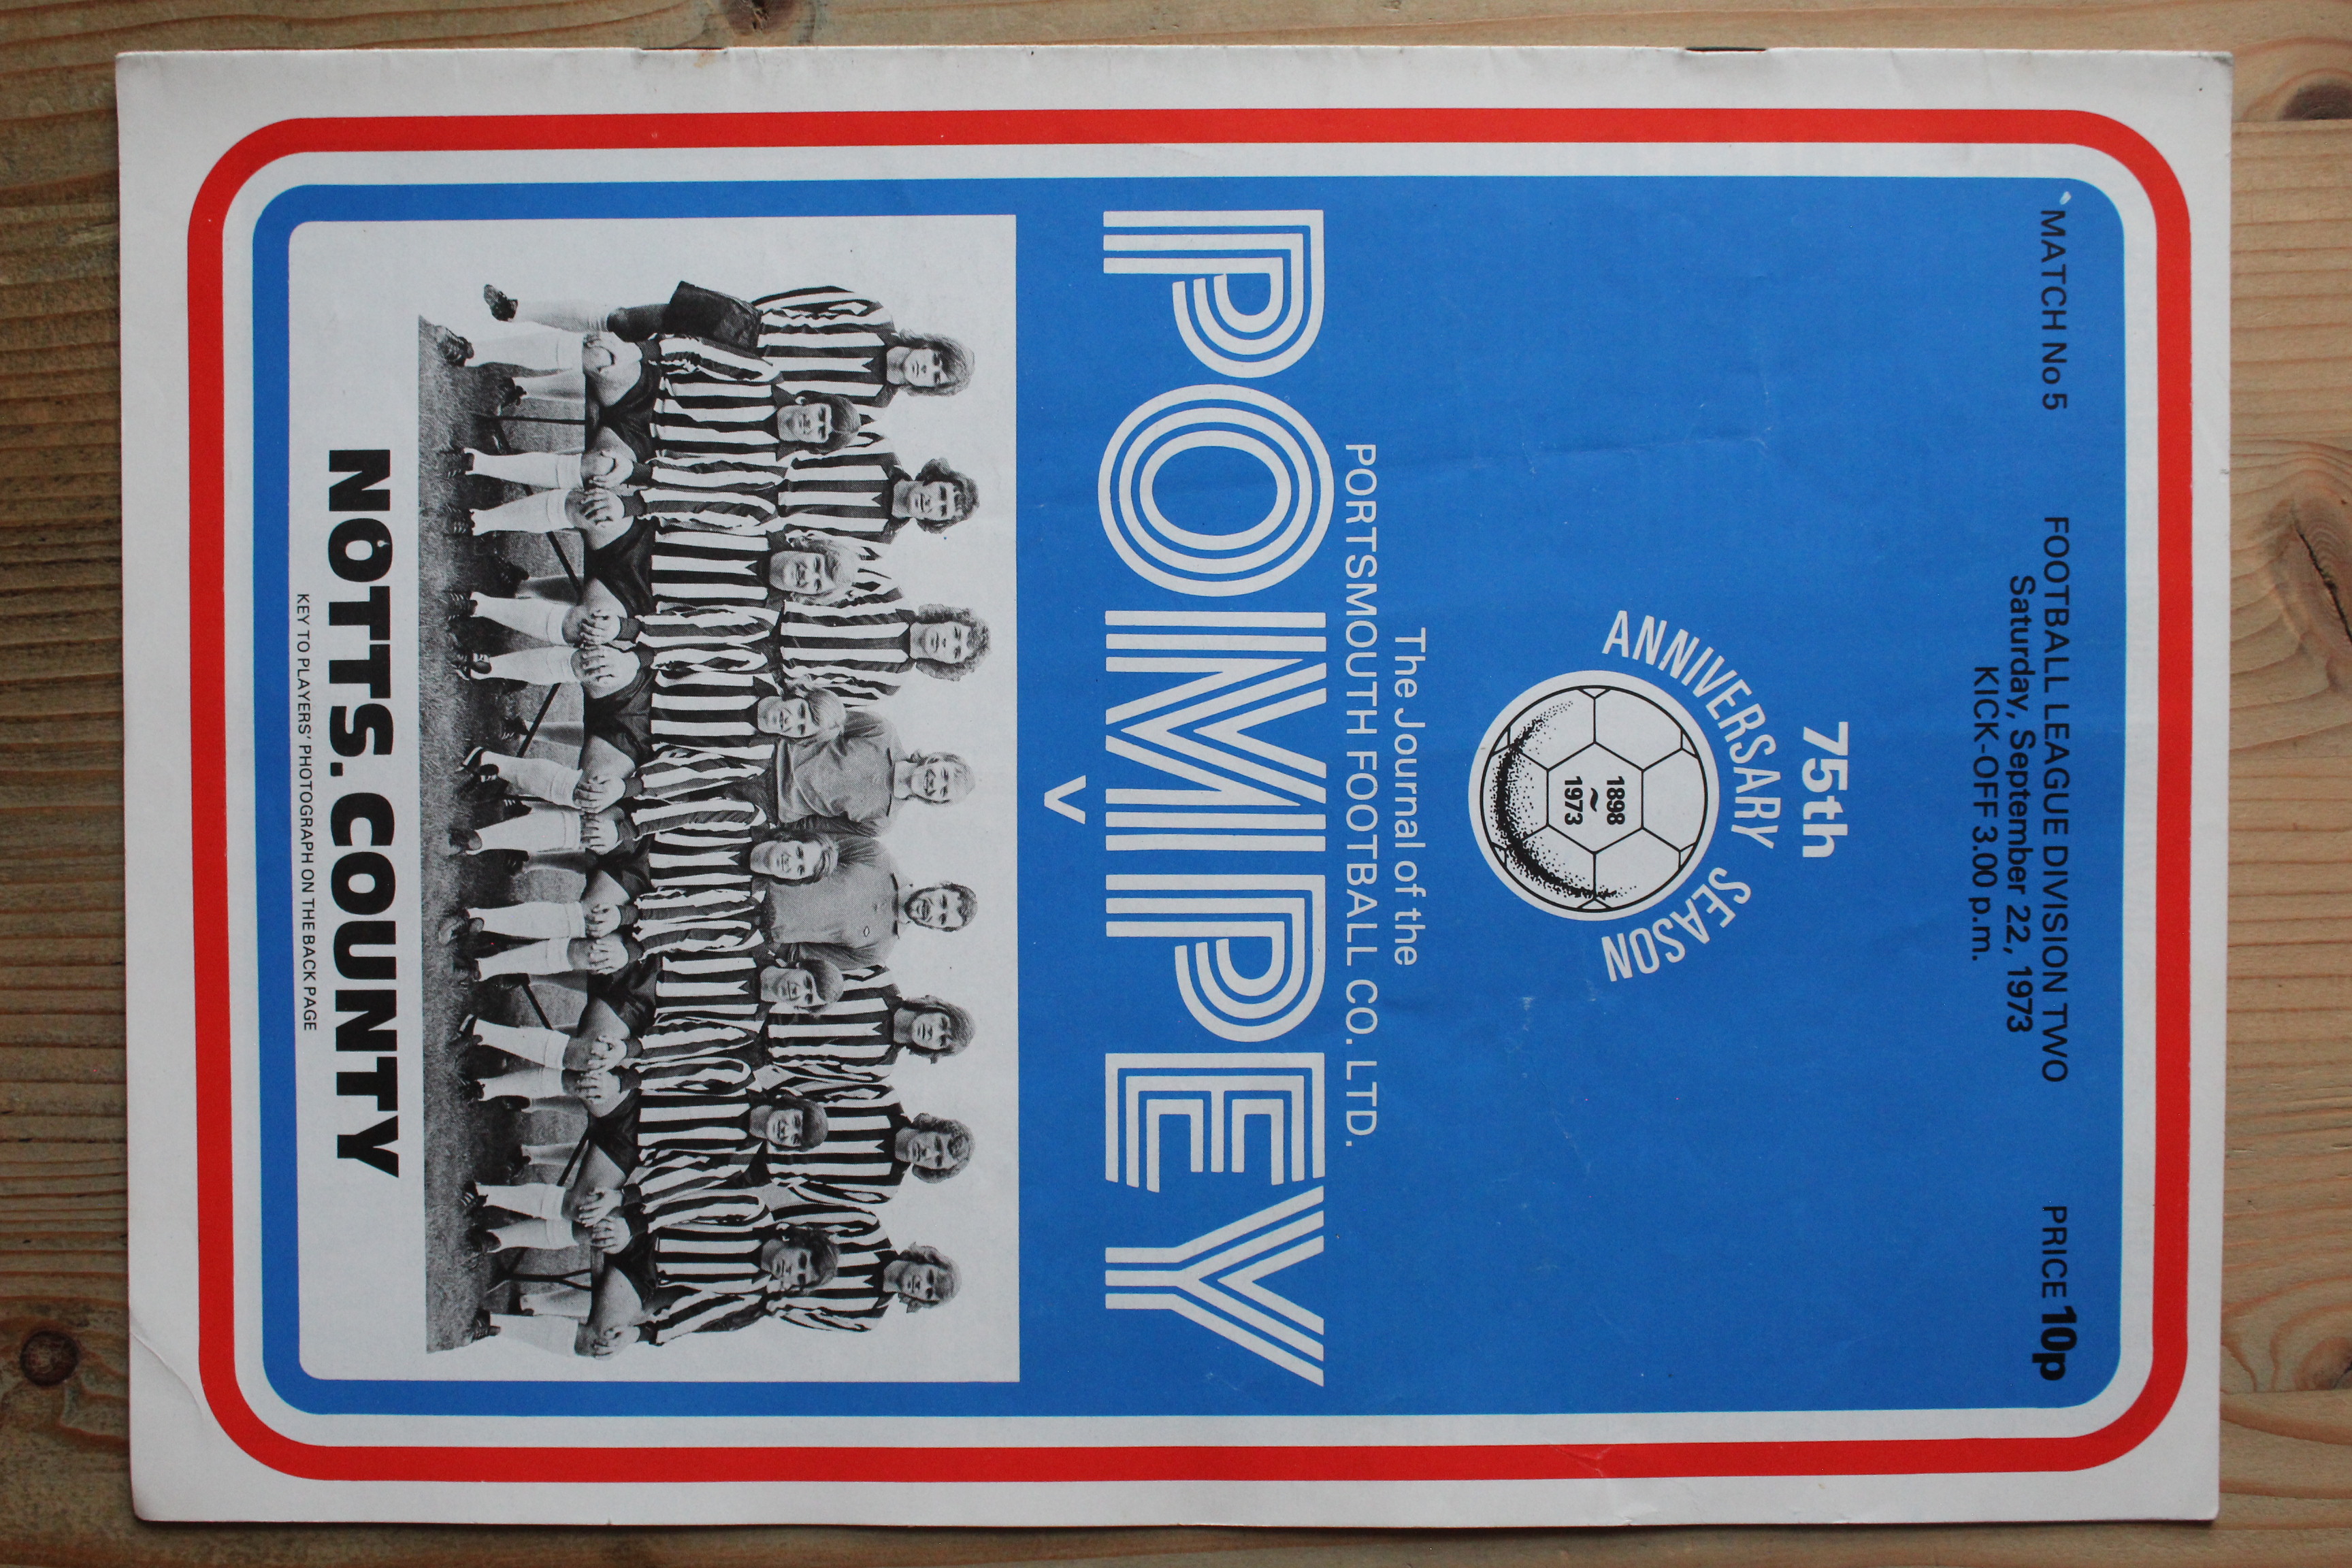 MATCH No 5 FOOTBALL LEAGUE DIVISION TWO PRICE 10p
Saturday, September 22, 1973
KICK-OFF 3.00 p.m.
75th
ANNIVERSARY SEASON
1898
~
1973
The Journal of the
PORTSMOUTH FOOTBALL CO. LTD.
POMPEY
V
NOTTS. COUNTY
KEY TO PLAYERS' PHOTOGRAPH ON THE BACK PAGE